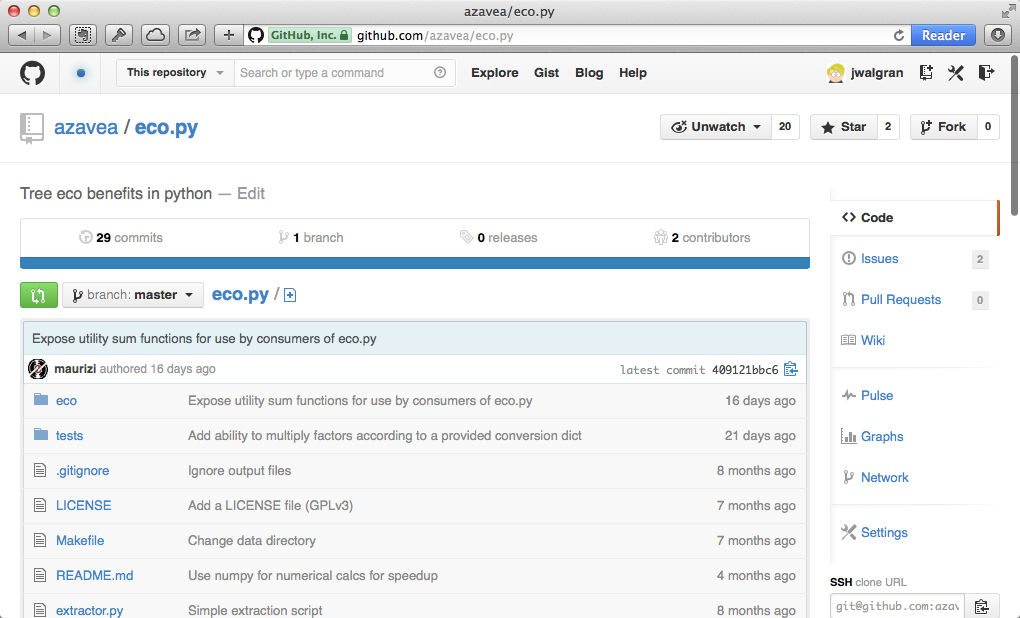 azavea/eco.py
GitHub, Inc. github.com/azavea/eco.py Reader
This repository Search or type a command Explore Gist Blog Help jwalgran
azavea / eco.py Unwatch 20 Star 2 Fork 0
Tree eco benefits in python — Edit
29 commits 1 branch 0 releases 2 contributors
branch: master eco.py /
Expose utility sum functions for use by consumers of eco.py
maurizi authored 16 days ago latest commit 409121bbc6
eco Expose utility sum functions for use by consumers of eco.py 16 days ago
tests Add ability to multiply factors according to a provided conversion dict 21 days ago
.gitignore Ignore output files 8 months ago
LICENSE Add a LICENSE file (GPLv3) 7 months ago
Makefile Change data directory 7 months ago
README.md Use numpy for numerical calcs for speedup 4 months ago
extractor.py Simple extraction script 8 months ago
Code
Issues 2
Pull Requests 0
Wiki
Pulse
Graphs
Network
Settings
SSH clone URL
git@github.com:azav